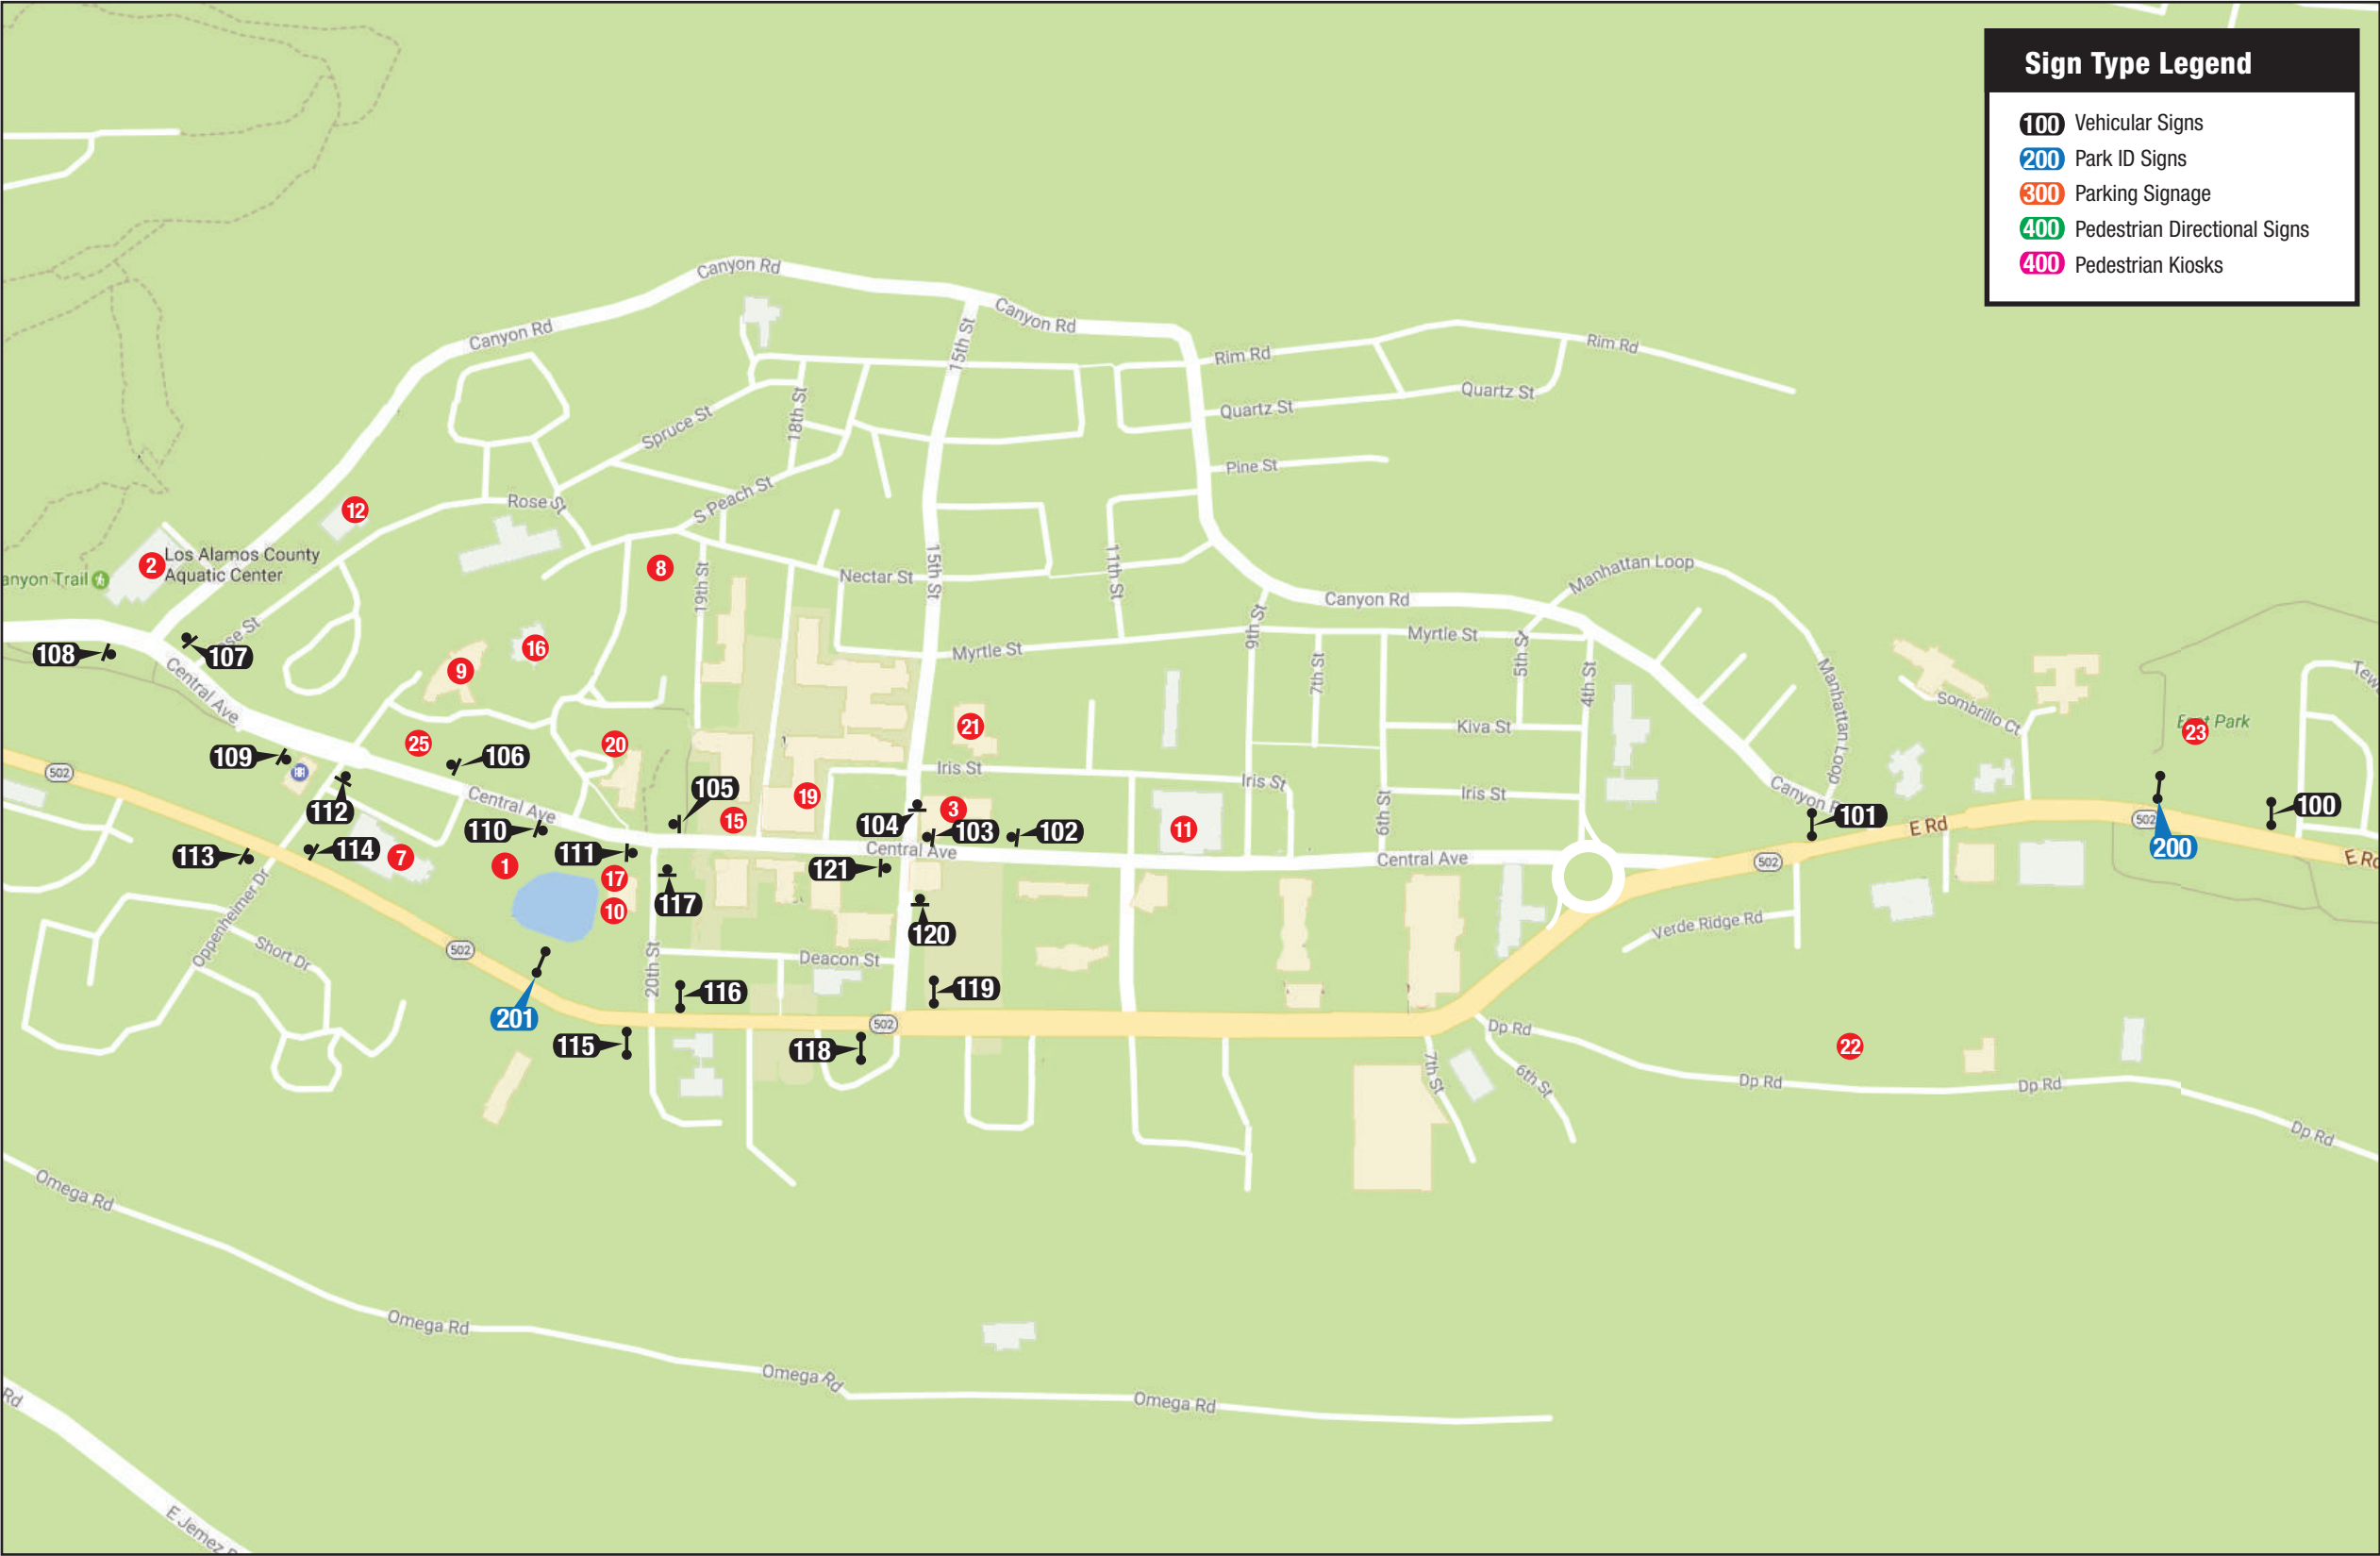 Sign Type Legend
100 Vehicular Signs
200 Park ID Signs
300 Parking Signage
400 Pedestrian Directional Signs
400 Pedestrian Kiosks
Canyon Rd
Canyon Rd
Canyon Rd
15th St
Rim Rd
Rim Rd
Quartz St
Quartz St
18th St
Spruce St
Pine St
S Peach St
Rose St
12
Los Alamos County
Aquatic Center
2
anyon Trail
8
19th St
Nectar St
15th St
11th St
Manhattan Loop
Canyon Rd
9th St
Myrtle St
Myrtle St
5th St
7th St
4th St
Manhattan Loop
Sombrillo Ct
East Park
23
108
107
16
9
Central Ave
21
Kiva St
109
25
106
20
502
Iris St
Iris St
Iris St
6th St
Canyon
112
Central Ave
105
19
15
104
3
103
102
11
101
E Rd
502
100
200
E Rd
110
113
114
7
1
111
17
10
117
121
Central Ave
Central Ave
502
120
Oppenheimer Dr
Short Dr
502
20th St
Deacon St
Verde Ridge Rd
116
119
201
502
115
118
Dp Rd
22
7th St
6th St
Dp Rd
Dp Rd
Dp Rd
Omega Rd
Omega Rd
Omega Rd
Omega Rd
Rd
E Jemez